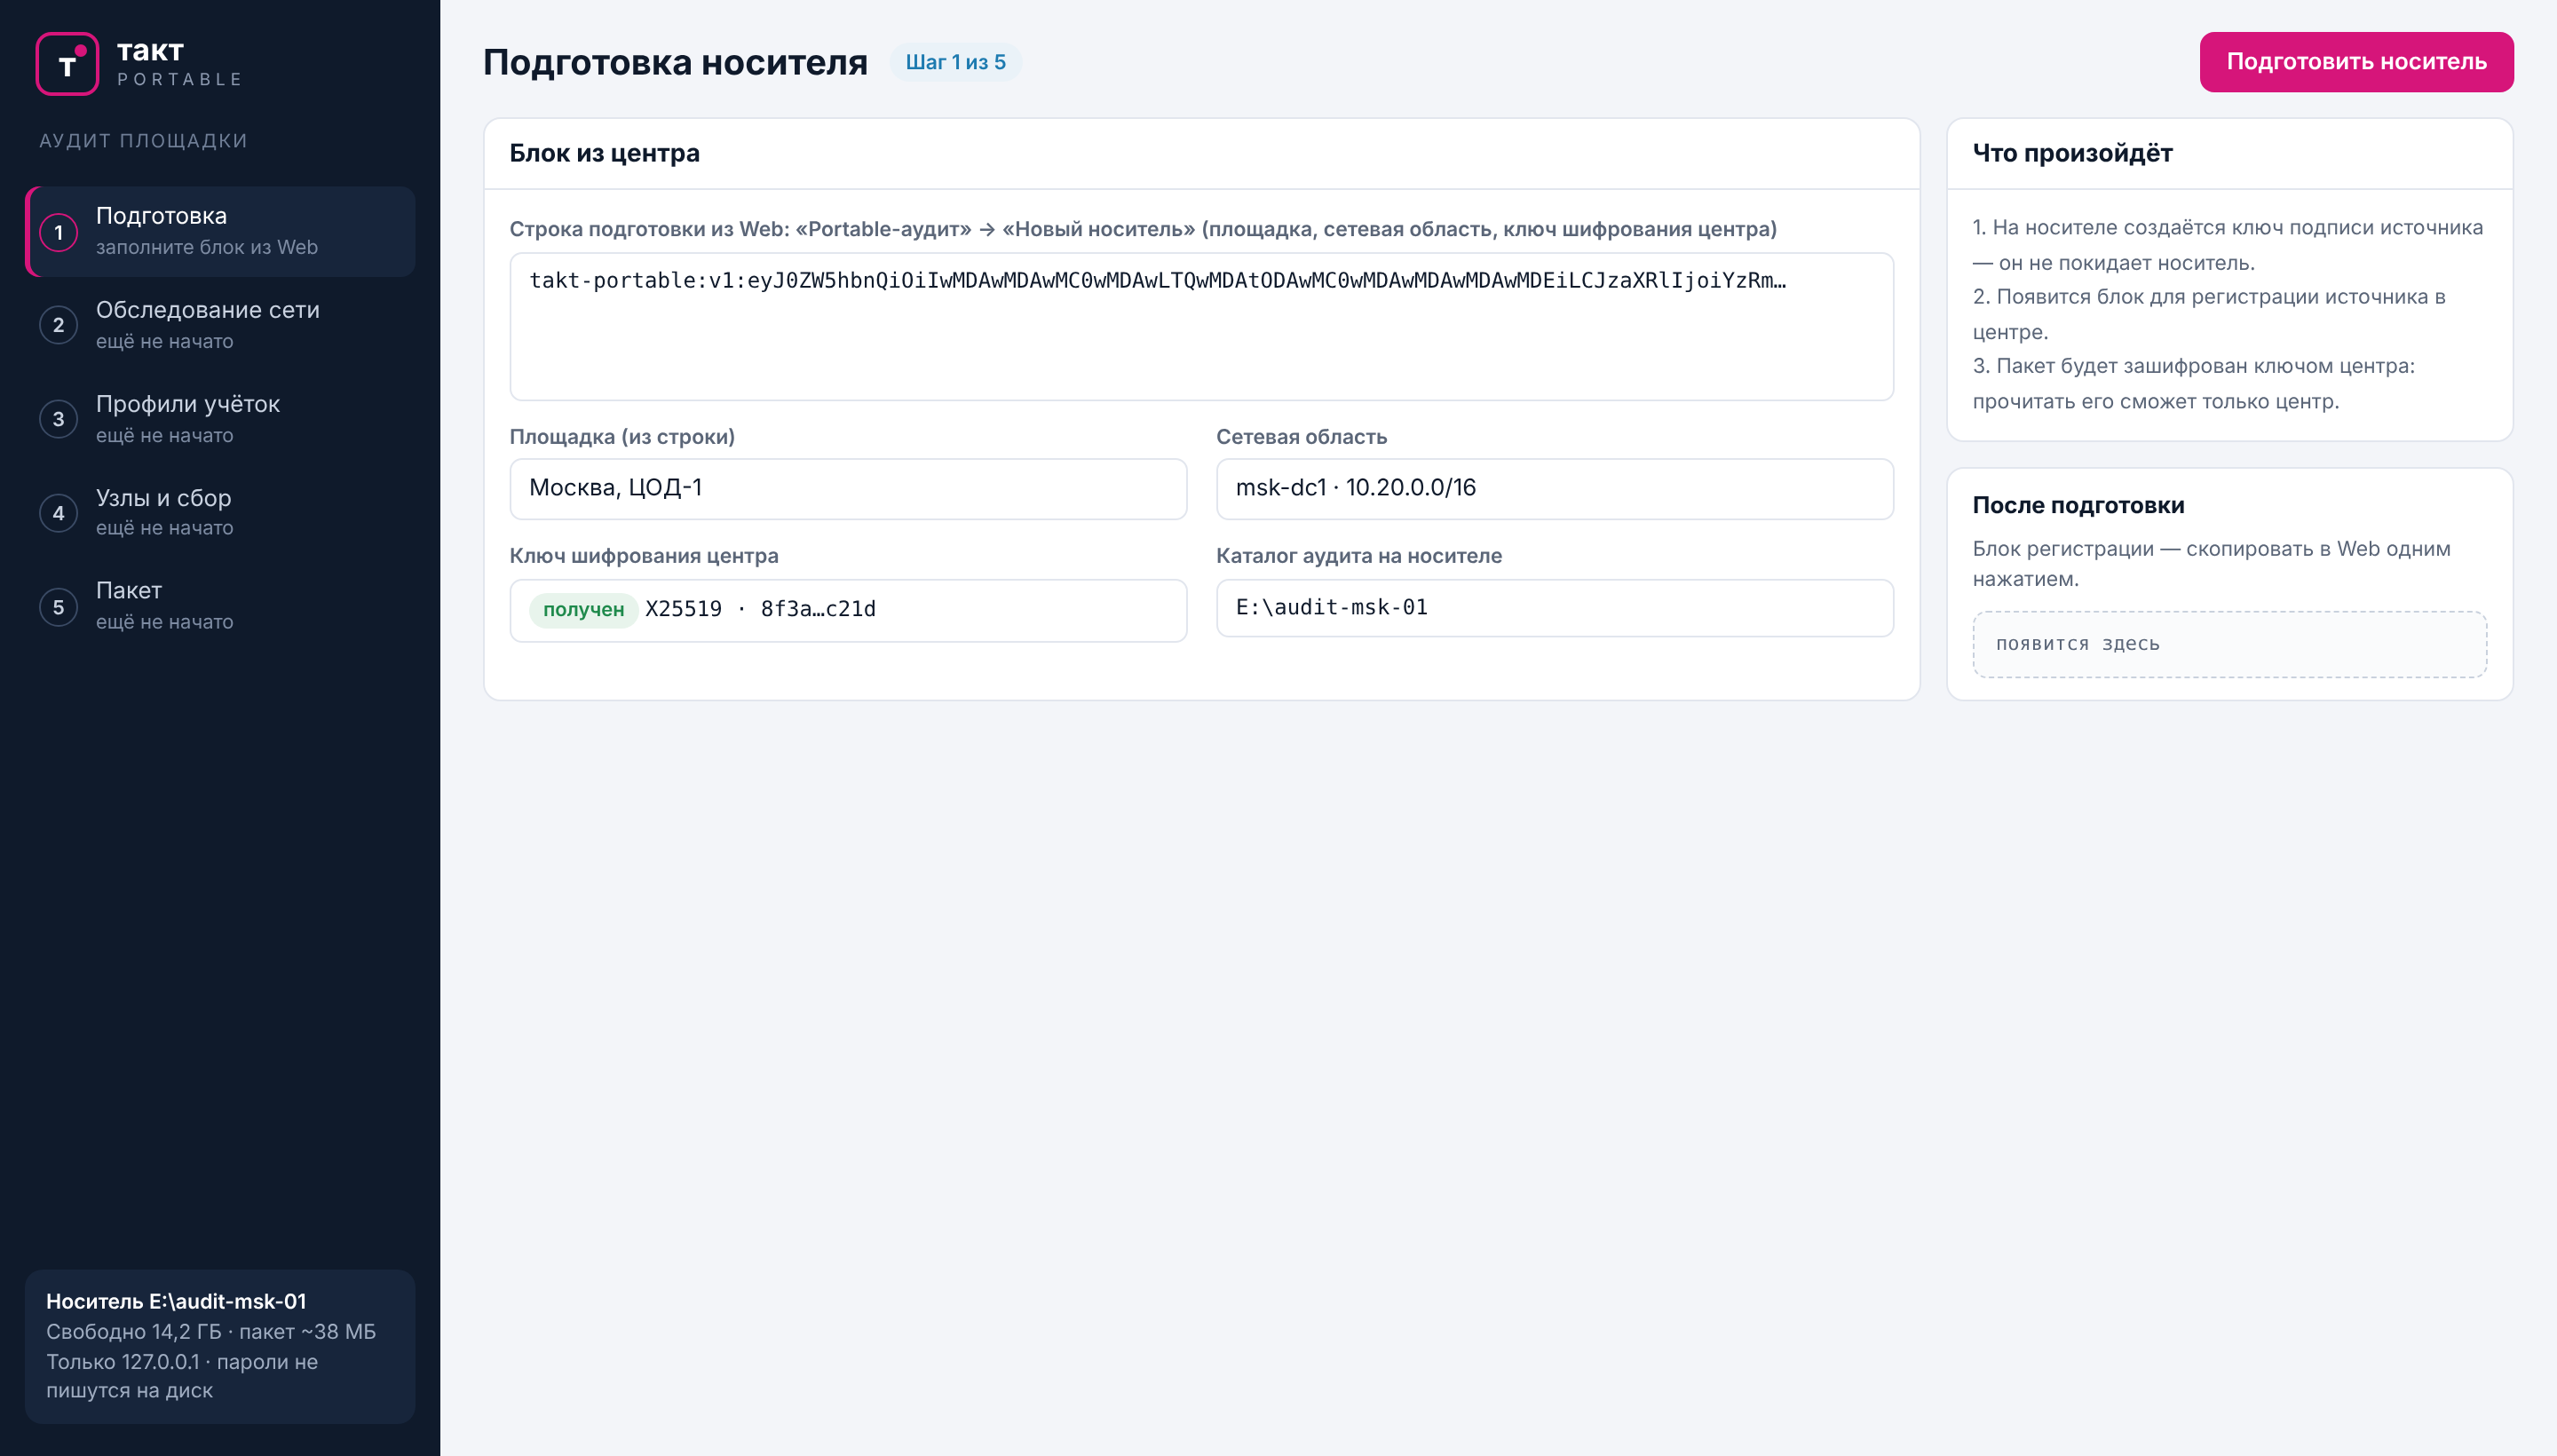 т
такт
PORTABLE
АУДИТ ПЛОЩАДКИ
1
Подготовка
заполните блок из Web
2
Обследование сети
ещё не начато
3
Профили учёток
ещё не начато
4
Узлы и сбор
ещё не начато
5
Пакет
ещё не начато
Носитель E:\audit-msk-01
Свободно 14,2 ГБ · пакет ~38 МБ
Только 127.0.0.1 · пароли не
пишутся на диск
Подготовка носителя
Шаг 1 из 5
Подготовить носитель
Блок из центра
Строка подготовки из Web: «Portable-аудит» → «Новый носитель» (площадка, сетевая область, ключ шифрования центра)
takt-portable:v1:eyJ0ZW5hbnQiOiIwMDAwMDAwMC0wMDAwLTQwMDAtODAwMC0wMDAwMDAwMDAwMDEiLCJzaXRlIjoiYzRm…
Площадка (из строки)
Москва, ЦОД-1
Сетевая область
msk-dc1 · 10.20.0.0/16
Ключ шифрования центра
получен X25519 · 8f3a…c21d
Каталог аудита на носителе
E:\audit-msk-01
Что произойдёт
1. На носителе создаётся ключ подписи источника
— он не покидает носитель.
2. Появится блок для регистрации источника в
центре.
3. Пакет будет зашифрован ключом центра:
прочитать его сможет только центр.
После подготовки
Блок регистрации — скопировать в Web одним
нажатием.
появится здесь